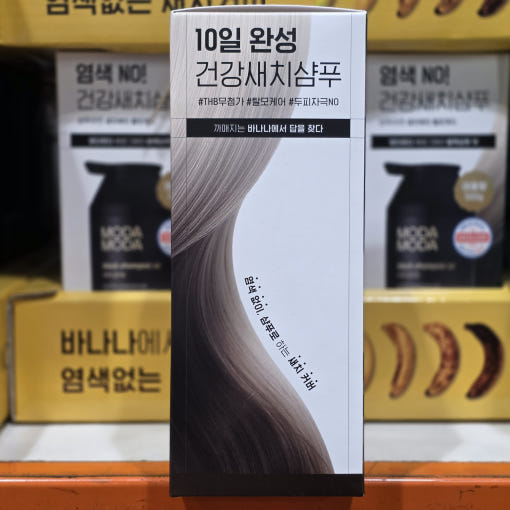 10일 완성
건강새치샴푸
#THB무첨가 #탈모케어 #두피자극NO
까매지는 바나나에서 답을 찾다
염색 없이, 샴푸로 하는 새치 커버
염색 NO!
건강새치샴푸
MODA
MODA
염색 NO!
건강새치샴푸
MODA
MODA
바나나에서
염색없는